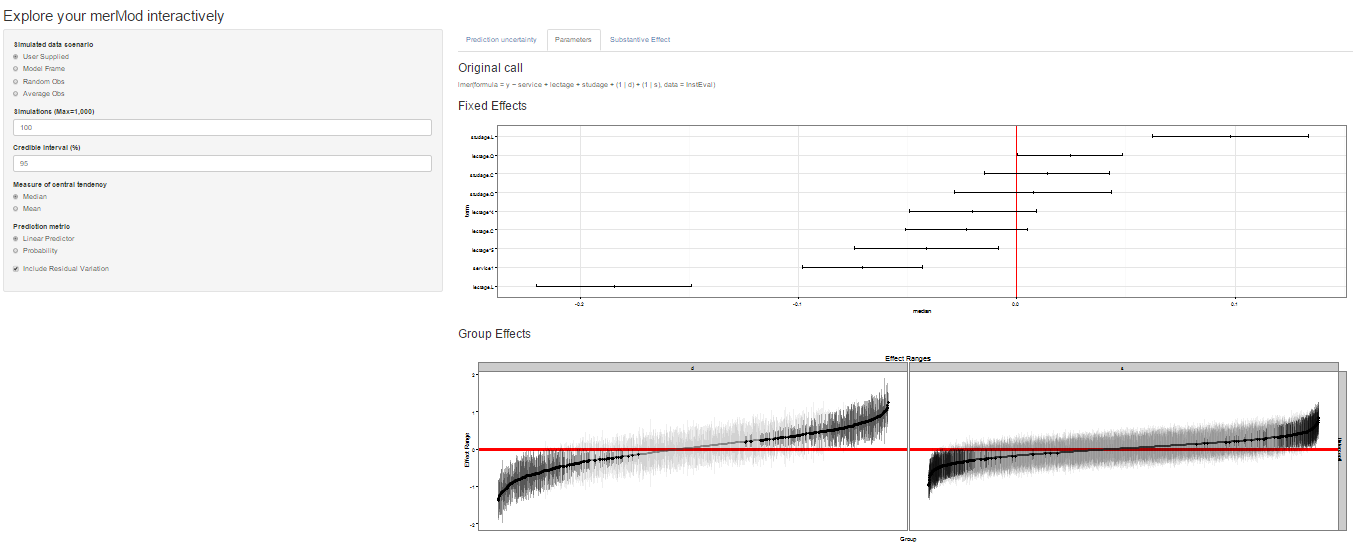 Explore your merMod interactively
Simulated data scenario
User Supplied
Model Frame
Random Obs
Average Obs
Simulations (Max=1,000)
100
Credible Interval (%)
95
Measure of central tendency
Median
Mean
Prediction metric
Linear Predictor
Probability
Include Residual Variation
Prediction uncertainty Parameters Substantive Effect
Original call
lmer(formula = y ~ service + lectage + studage + (1 | d) + (1 | s), data = InstEval)
Fixed Effects
term
studage.L
lectage.Q
studage.C
studage.Q
lectage^4
lectage.C
lectage^5
service1
lectage.L
-0.2 -0.1 0.0 0.1
median
Group Effects
Effect Ranges
d s
Effect Range
2
1
0
-1
-2
Group